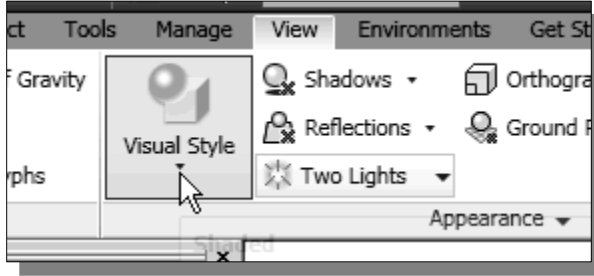 ct Tools Manage View Environments Get St
f Gravity
Shadows
Orthogra
Visual Style
Reflections
Ground R
yphs
Two Lights
Appearance
Shaded